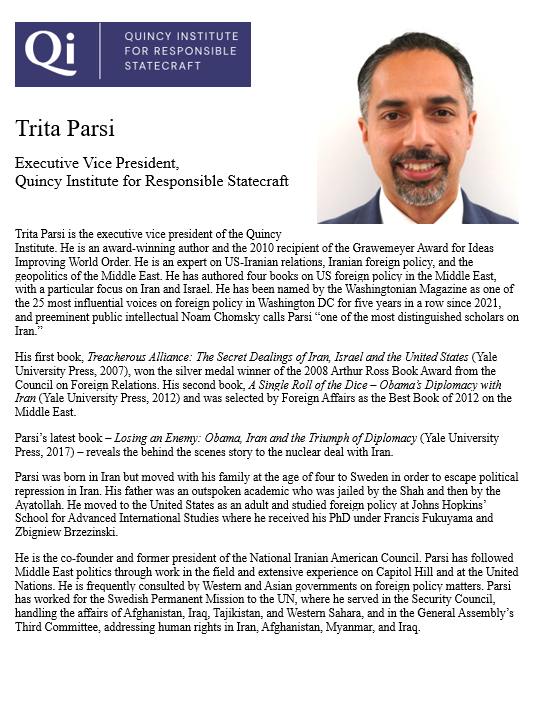 Qi
QUINCY INSTITUTE
FOR RESPONSIBLE
STATECRAFT
Trita Parsi
Executive Vice President,
Quincy Institute for Responsible Statecraft
Trita Parsi is the executive vice president of the Quincy
Institute. He is an award-winning author and the 2010 recipient of the Grawemeyer Award for Ideas
Improving World Order. He is an expert on US-Iranian relations, Iranian foreign policy, and the
geopolitics of the Middle East. He has authored four books on US foreign policy in the Middle East,
with a particular focus on Iran and Israel. He has been named by the Washingtonian Magazine as one of
the 25 most influential voices on foreign policy in Washington DC for five years in a row since 2021,
and preeminent public intellectual Noam Chomsky calls Parsi “one of the most distinguished scholars on
Iran.”
His first book, Treacherous Alliance: The Secret Dealings of Iran, Israel and the United States (Yale
University Press, 2007), won the silver medal winner of the 2008 Arthur Ross Book Award from the
Council on Foreign Relations. His second book, A Single Roll of the Dice – Obama’s Diplomacy with
Iran (Yale University Press, 2012) and was selected by Foreign Affairs as the Best Book of 2012 on the
Middle East.
Parsi’s latest book – Losing an Enemy: Obama, Iran and the Triumph of Diplomacy (Yale University
Press, 2017) – reveals the behind the scenes story to the nuclear deal with Iran.
Parsi was born in Iran but moved with his family at the age of four to Sweden in order to escape political
repression in Iran. His father was an outspoken academic who was jailed by the Shah and then by the
Ayatollah. He moved to the United States as an adult and studied foreign policy at Johns Hopkins’
School for Advanced International Studies where he received his PhD under Francis Fukuyama and
Zbigniew Brzezinski.
He is the co-founder and former president of the National Iranian American Council. Parsi has followed
Middle East politics through work in the field and extensive experience on Capitol Hill and at the United
Nations. He is frequently consulted by Western and Asian governments on foreign policy matters. Parsi
has worked for the Swedish Permanent Mission to the UN, where he served in the Security Council,
handling the affairs of Afghanistan, Iraq, Tajikistan, and Western Sahara, and in the General Assembly’s
Third Committee, addressing human rights in Iran, Afghanistan, Myanmar, and Iraq.